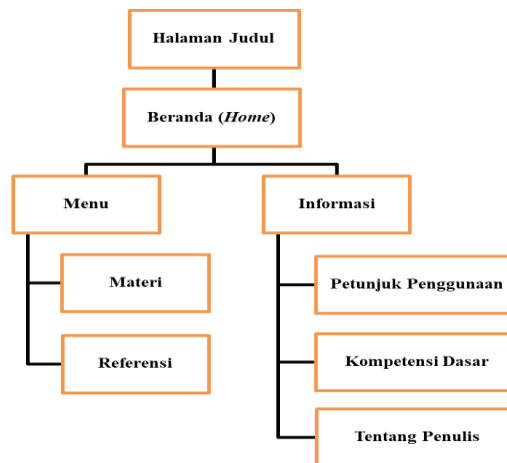 Halaman Judul
Beranda (Home)
Menu
Informasi
Materi
Petunjuk Penggunaan
Referensi
Kompetensi Dasar
Tentang Penulis